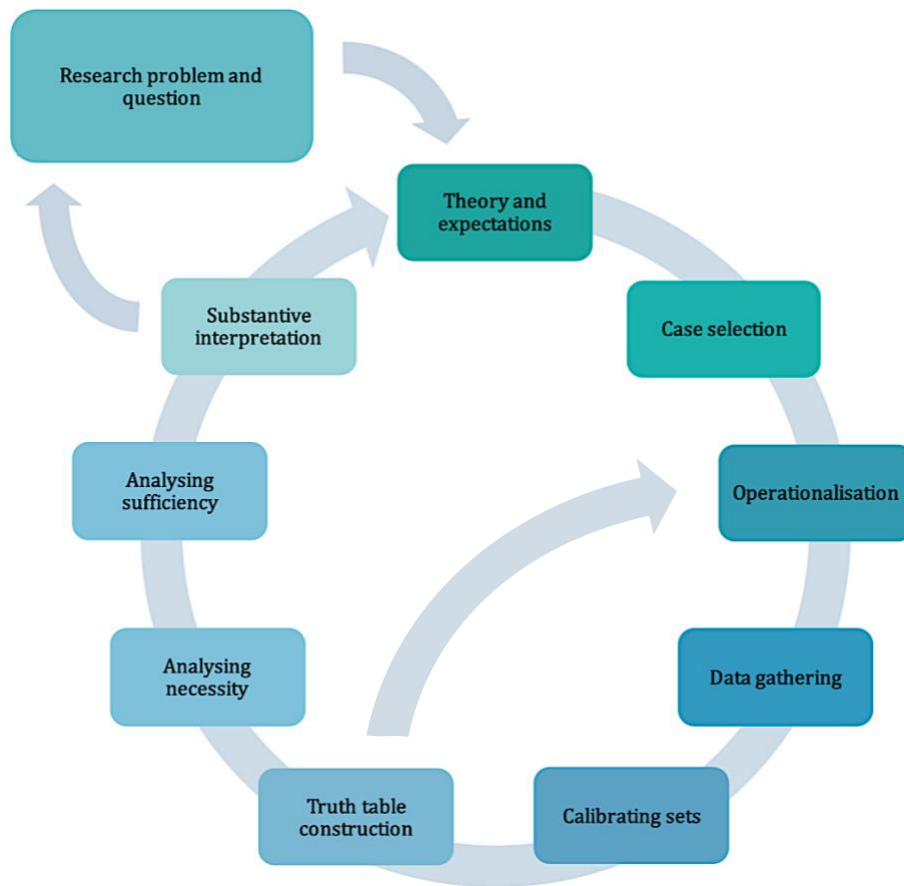 Research problem and
question
Theory and
expectations
Case selection
Operationalisation
Data gathering
Calibrating sets
Truth table
construction
Analysing
necessity
Analysing
sufficiency
Substantive
interpretation